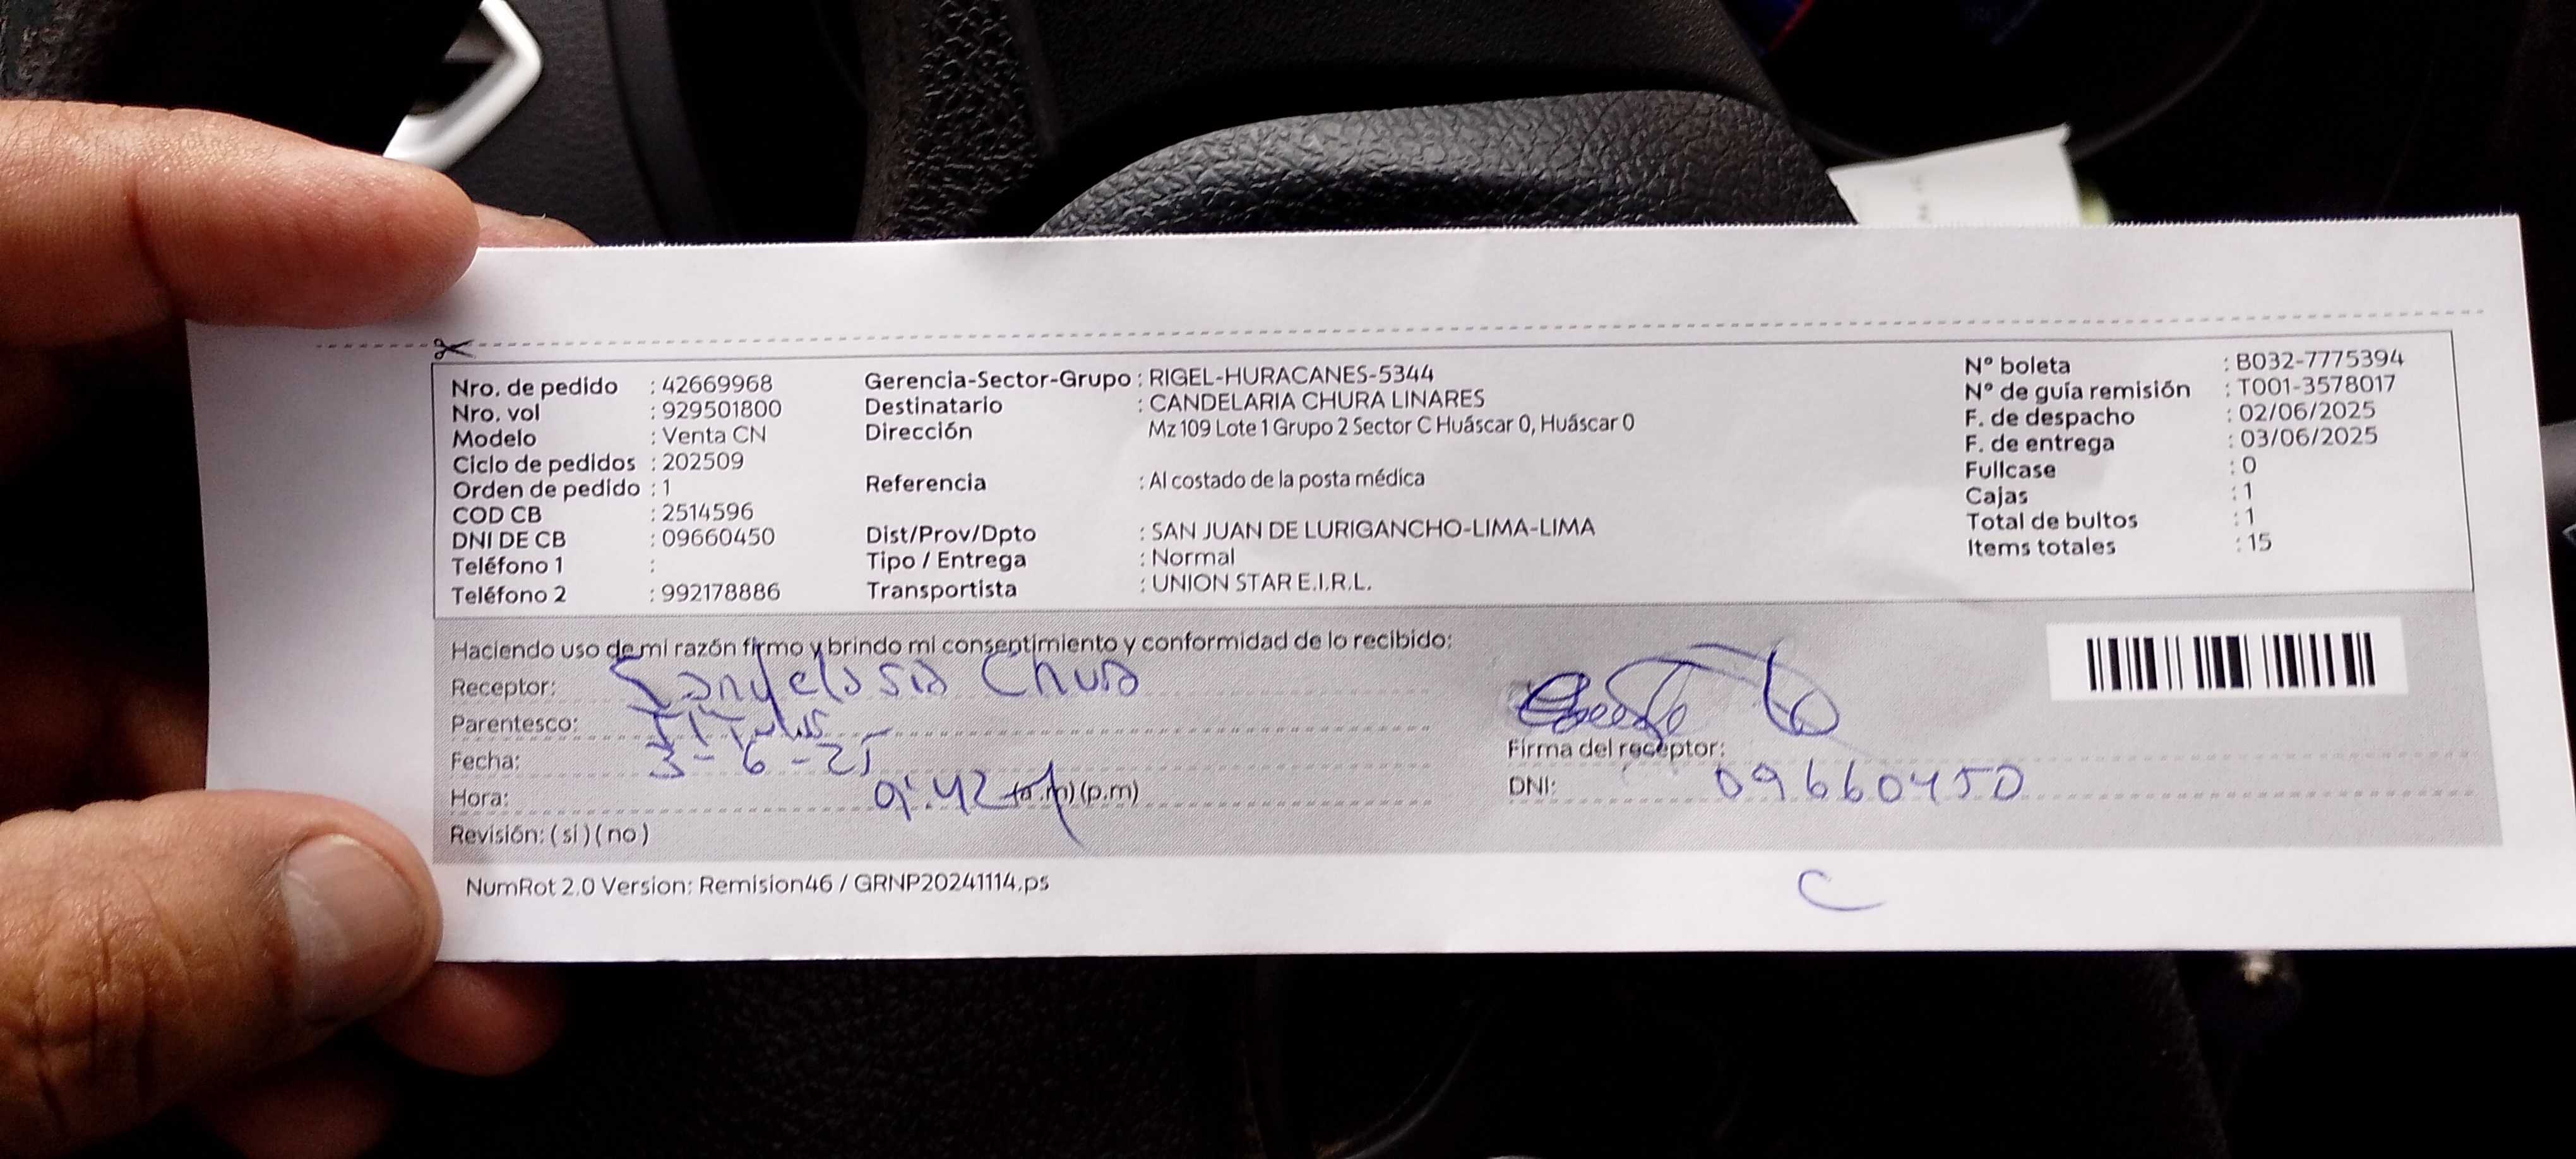 Nro. de pedido : 42669968
Nro. vol : 929501800
Modelo : Venta CN
Ciclo de pedidos : 202509
Orden de pedido : 1
COD CB : 2514596
DNI DE CB : 09660450
Teléfono 1 :
Teléfono 2 : 992178886
Gerencia-Sector-Grupo : RIGEL-HURACANES-5344
Destinatario : CANDELARIA CHURA LINARES
Dirección Mz 109 Lote 1 Grupo 2 Sector C Huáscar 0, Huáscar 0
Referencia : Al costado de la posta médica
Dist/Prov/Dpto : SAN JUAN DE LURIGANCHO-LIMA-LIMA
Tipo / Entrega : Normal
Transportista : UNION STAR E.I.R.L.
N° boleta : B032-7775394
N° de guía remisión : T001-3578017
F. de despacho : 02/06/2025
F. de entrega : 03/06/2025
Fullcase : 0
Cajas : 1
Total de bultos : 1
Items totales : 15
Haciendo uso de mi razón firmo y brindo mi consentimiento y conformidad de lo recibido:
Receptor: Chura
Parentesco:
Fecha: 3-6-25
Hora: 9:42 (a.m) (p.m)
Revisión: (si) (no)
Firma del receptor:
DNI: 09660450
C
NumRot 2.0 Version: Remision46 / GRNP20241114.ps